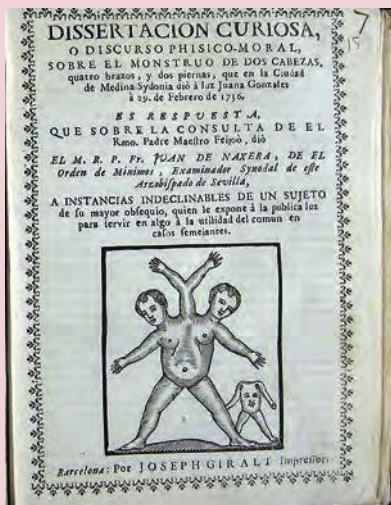 7
15
DISSERTACION CURIOSA,
O DISCURSO PHISICO-MORAL,
SOBRE EL MONSTRUO DE DOS CABEZAS,
quatro brazos, y dos piernas, que en la Ciudad
de Medina-Sydonia diò à luz Juana Gonzales
à 29. de Febrero de 1736.
ES RESPUESTA,
QUE SOBRE LA CONSULTA DE EL
Rmo. Padre Maestro Feijoò, diò
EL M. R. P. Fr. JUAN DE NAXERA, DE EL
Orden de Minimos, Examinador Synodal de este
Arzobispado de Sevilla,
A INSTANCIAS INDECLINABLES DE UN SUJETO
de su mayor obsequio, quien le expone à la publica luz
para servir en algo à la utilidad del comun en
casos semejantes.
Barcelona: Por JOSEPH GIRALT Impressor.